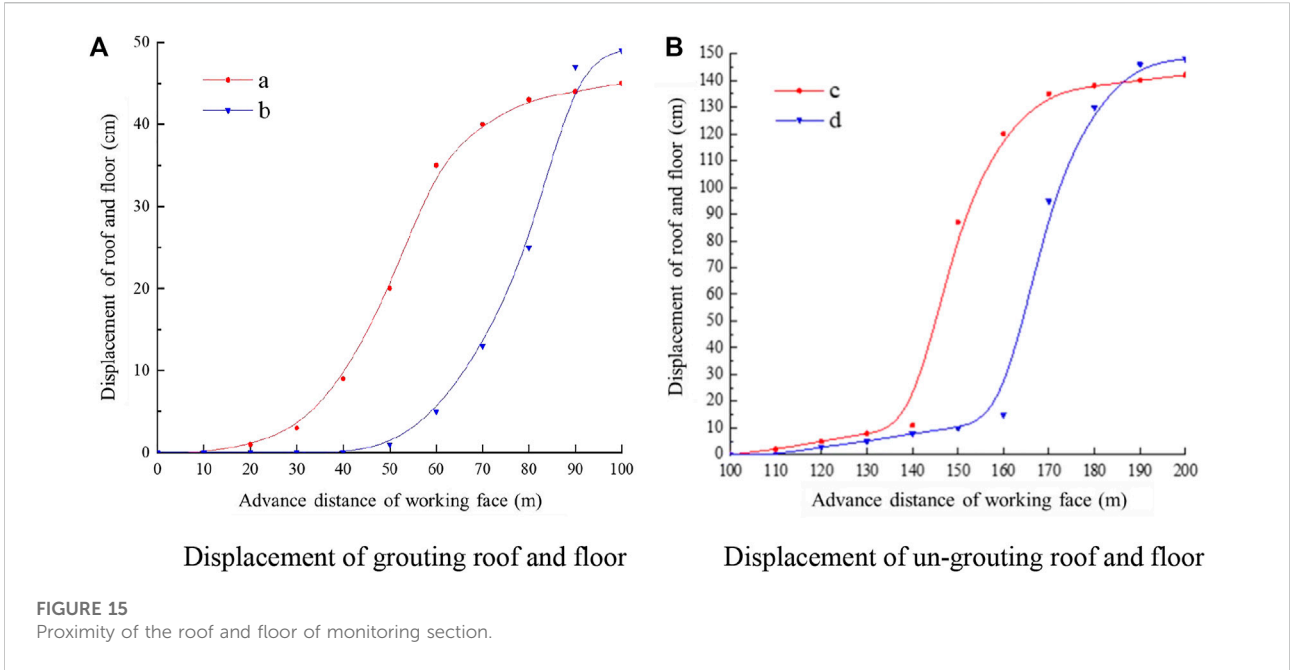 A
50
40
30
20
10
0
a
b
Displacement of roof and floor (cm)
0 10 20 30 40 50 60 70 80 90 100
Advance distance of working face (m)
Displacement of grouting roof and floor
B
150
140
130
120
110
100
90
80
70
60
50
40
30
20
10
0
c
d
Displacement of roof and floor (cm)
100 110 120 130 140 150 160 170 180 190 200
Advance distance of working face (m)
Displacement of un-grouting roof and floor
FIGURE 15
Proximity of the roof and floor of monitoring section.